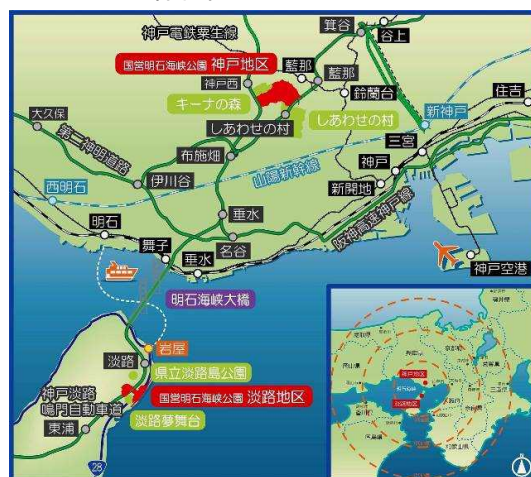 神戸電鉄粟生線
箕谷
谷上
国営明石海峡公園 神戸地区
藍那
藍那
神戸西
鈴蘭台
キーナの森
しあわせの村
しあわせの村
新神戸
住吉
大久保
第二神明道路
布施畑
三宮
神戸
伊川谷
山陽新幹線
新開地
西明石
阪神高速神戸線
明石
垂水
名谷
舞子
垂水
神戸空港
明石海峡大橋
岩屋
淡路
県立淡路島公園
神戸淡路
鳴門自動車道
国営明石海峡公園 淡路地区
淡路夢舞台
東浦
28
神戸地区
淡路地区